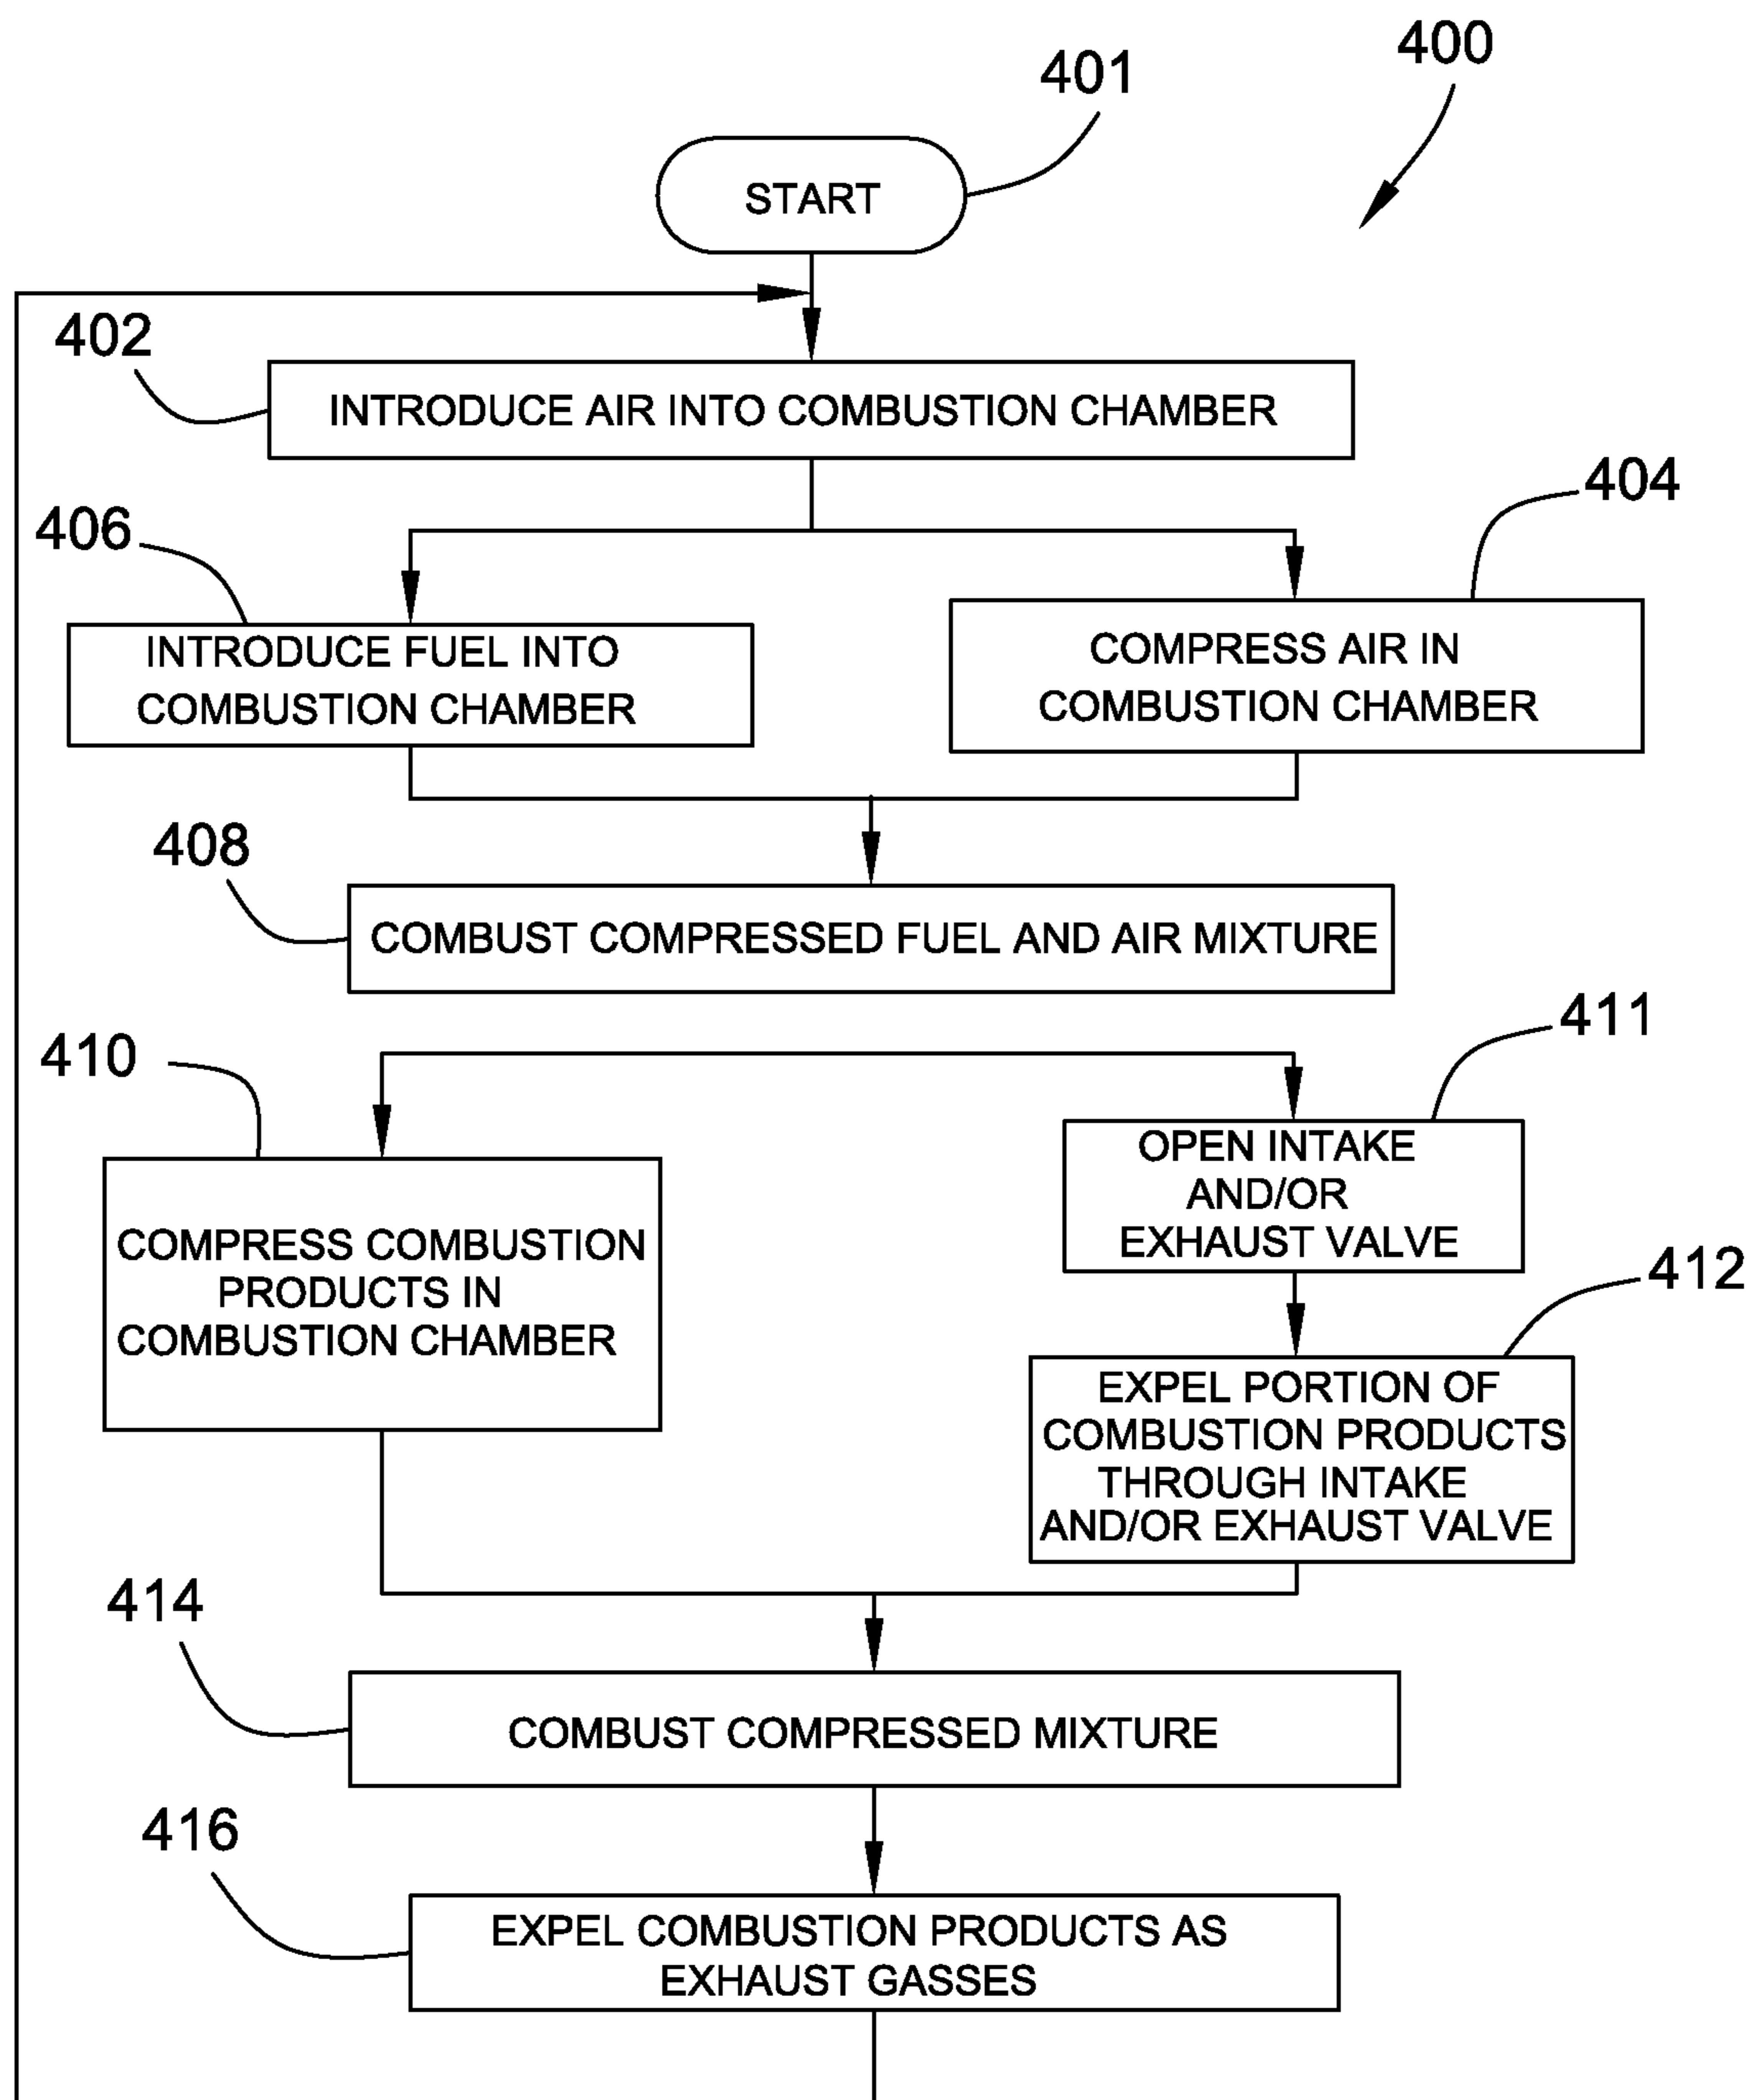 400
401
START
402
INTRODUCE AIR INTO COMBUSTION CHAMBER
404
406
INTRODUCE FUEL INTO
COMBUSTION CHAMBER
COMPRESS AIR IN
COMBUSTION CHAMBER
408
COMBUST COMPRESSED FUEL AND AIR MIXTURE
410
411
OPEN INTAKE
AND/OR
EXHAUST VALVE
COMPRESS COMBUSTION
PRODUCTS IN
COMBUSTION CHAMBER
412
EXPEL PORTION OF
COMBUSTION PRODUCTS
THROUGH INTAKE
AND/OR EXHAUST VALVE
414
COMBUST COMPRESSED MIXTURE
416
EXPEL COMBUSTION PRODUCTS AS
EXHAUST GASSES